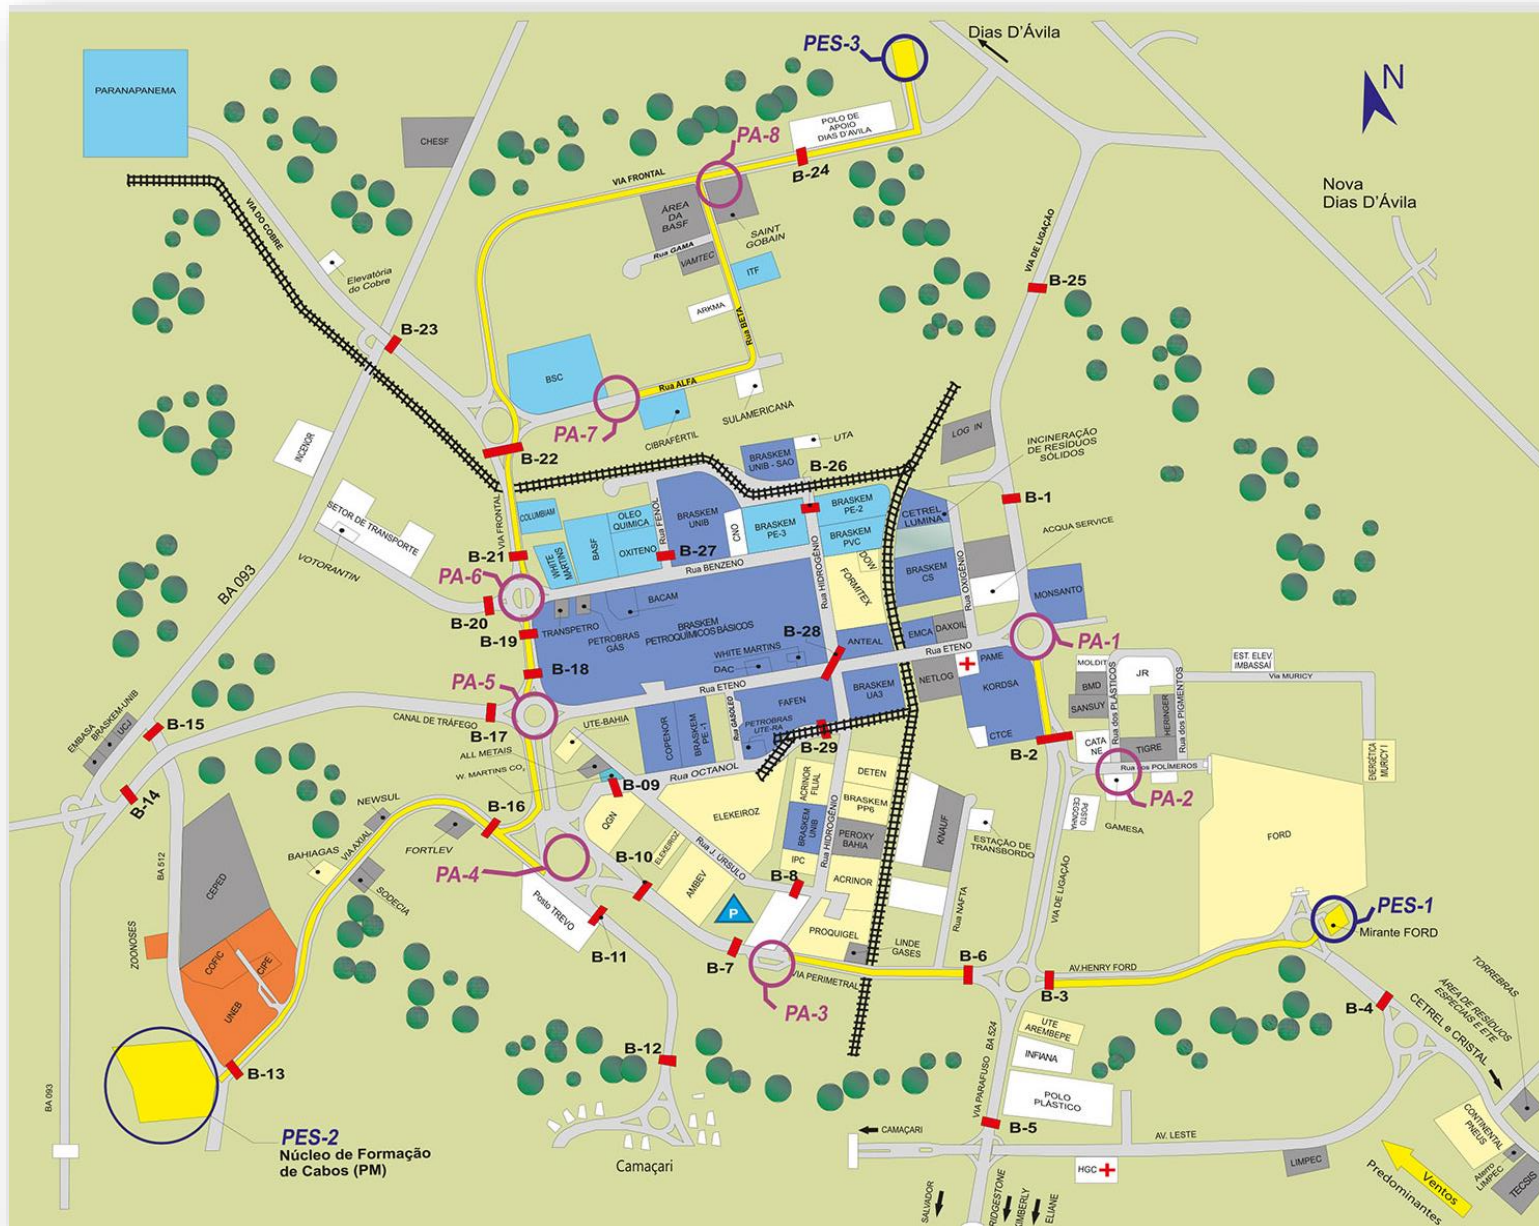 PES-3
Dias D'Ávila
N
PARANAPANEMA
CHESF
POLO DE
APOIO
DIAS D'AVILA
PA-8
B-24
VIA FRONTAL
Nova
Dias D'Ávila
VIA DO COBRE
ÁREA
DA
BASF
SAINT
GOBAIN
Rua GAMA
VAMTEC
ITF
VIA DE LIGAÇÃO
Elevatória
do Cobre
B-25
ARKMA
Rua BETA
B-23
BSC
Rua ALFA
SULAMERICANA
PA-7
CIBRAFÉRTIL
LOG IN
INCINERAÇÃO
DE RESÍDUOS
SÓLIDOS
INCENOR
B-22
UTA
BRASKEM
UNIB - SAO
B-26
SETOR DE TRANSPORTE
VOTORANTIN
VIA FRONTAL
COLUMBIAM
OLEO
QUIMICA
Rua FENOL
BRASKEM
UNIB
CNO
BRASKEM
PE-3
BRASKEM
PE-2
BRASKEM
PVC
CETREL
LUMINA
B-1
ACQUA SERVICE
B-21
WHITE
MARTINS
BASF
OXITENO
B-27
Rua BENZENO
Rua HIDROGÊNIO
DOW
FORMITEX
BRASKEM
CS
Rua OXIGÊNIO
MONSANTO
BA 093
PA-6
B-20
B-19
TRANSPETRO
PETROBRAS
GÁS
BACAM
BRASKEM
PETROQUÍMICOS BÁSICOS
B-28
ANTEAL
EMCA
DAXOIL
PA-1
B-18
WHITE MARTINS
DAC
Rua ETENO
Rua ETENO
NETLOG
PAME
KORDSA
MOLDIT
JR
EST. ELEV.
IMBASSAÍ
Via MURICY
PA-5
BMD
SANSUY
Rua dos PLÁSTICOS
HERINGER
Rua dos PIGMENTOS
EMBASA
BRASKEM-UNIB
UCJ
B-15
CANAL DE TRÁFEGO
B-17
UTE-BAHIA
COPENOR
BRASKEM
PE-1
Rua GASOLEO
FAFEN
PETROBRAS
UTE-RA
BRASKEM
UA3
B-29
CTCE
B-2
CATA
NE
TIGRE
Rua dos POLÍMEROS
ENERGÉTICA
MURICY I
ALL METAIS
W. MARTINS CO₂
Rua OCTANOL
B-09
PA-2
GAMESA
B-14
NEWSUL
B-16
QGN
ELEKEIROZ
ACRINOR
FILIAL
DETEN
BRASKEM
PP6
KNAUF
POSTO
CEGONHA
FORD
BAHIAGAS
VIA AXIAL
FORTLEV
BRASKEM
UNIB
Rua HIDROGÊNIO
PEROXY
BAHIA
ESTAÇÃO DE
TRANSBORDO
BA 512
CEPED
SODECIA
PA-4
B-10
ELEKEIROZ
Rua J. ÚRSULO
IPC
B-8
ACRINOR
Posto TREVO
AMBEV
P
Rua NAFTA
VIA DE LIGAÇÃO
PES-1
Mirante FORD
ZOONOSES
COFIC
CIPE
B-11
B-7
PROQUIGEL
LINDE
GASES
B-6
UNEB
PA-3
VIA PERIMETRAL
AV.HENRY FORD
B-3
B-4
TORREBRAS
ÁREA DE RESÍDUOS
ESPECIAIS E ETE
CETREL e CRISTAL
UTE
AREMBEPE
INFIANA
B-12
B-13
VIA PARAFUSO BA 524
POLO
PLÁSTICO
BA 093
B-5
CONTINENTAL
PNEUS
PES-2
Núcleo de Formação
de Cabos (PM)
Camaçari
CAMAÇARI
AV. LESTE
HGC
LIMPEC
Aterro
LIMPEC
TECSIS
Ventos
Predominantes
SALVADOR
KIMBERLY
ELIANE